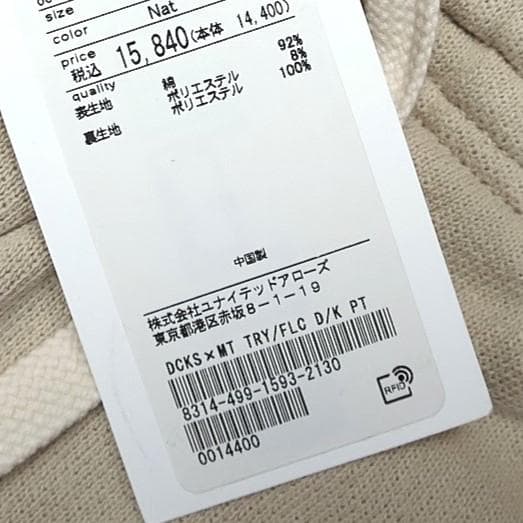 size
color Nat
price
税込 15,840(本体 14,400)
quality
表生地 綿 92%
ポリエステル 8%
裏生地 ポリエステル 100%
中国製
株式会社ユナイテッドアローズ
東京都港区赤坂8-1-19
DCKS×MT TRY/FLC D/K PT
8314-499-1593-2130
0014400
RFID